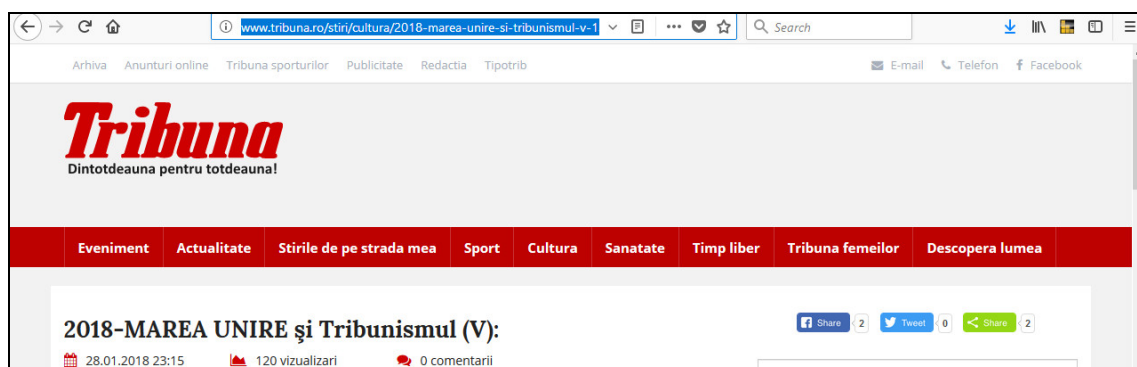 www.tribuna.ro/stiri/cultura/2018-marea-unire-si-tribunismul-v-1 Search
Arhiva Anunturi online Tribuna sporturilor Publicitate Redactia Tipotrib E-mail Telefon Facebook
Tribuna
Dintotdeauna pentru totdeauna!
Eveniment Actualitate Stirile de pe strada mea Sport Cultura Sanatate Timp liber Tribuna femeilor Descopera lumea
2018-MAREA UNIRE şi Tribunismul (V):
Share 2 Tweet 0 Share 2
28.01.2018 23:15 120 vizualizari 0 comentarii